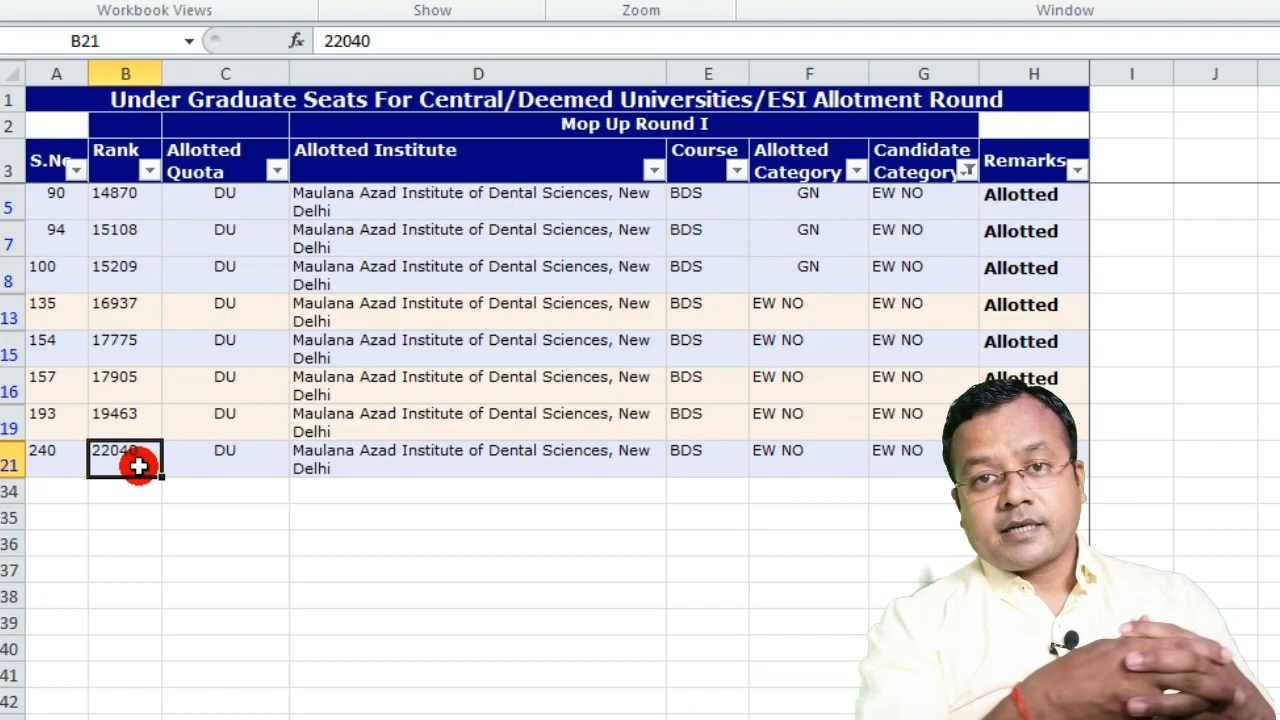 Workbook Views Show Zoom Window
B21 fx 22040
A B C D E F G H I J
1 Under Graduate Seats For Central/Deemed Universities/ESI Allotment Round
2 Mop Up Round I
3 S.No Rank Allotted Quota Allotted Institute Course Allotted Category Candidate Category Remarks
5 90 14870 DU Maulana Azad Institute of Dental Sciences, New Delhi BDS GN EW NO Allotted
7 94 15108 DU Maulana Azad Institute of Dental Sciences, New Delhi BDS GN EW NO Allotted
8 100 15209 DU Maulana Azad Institute of Dental Sciences, New Delhi BDS GN EW NO Allotted
13 135 16937 DU Maulana Azad Institute of Dental Sciences, New Delhi BDS EW NO EW NO Allotted
15 154 17775 DU Maulana Azad Institute of Dental Sciences, New Delhi BDS EW NO EW NO Allotted
16 157 17905 DU Maulana Azad Institute of Dental Sciences, New Delhi BDS EW NO EW NO Allotted
19 193 19463 DU Maulana Azad Institute of Dental Sciences, New Delhi BDS EW NO EW NO
21 240 22040 DU Maulana Azad Institute of Dental Sciences, New Delhi BDS EW NO EW NO
34
35
36
37
38
39
40
41
42